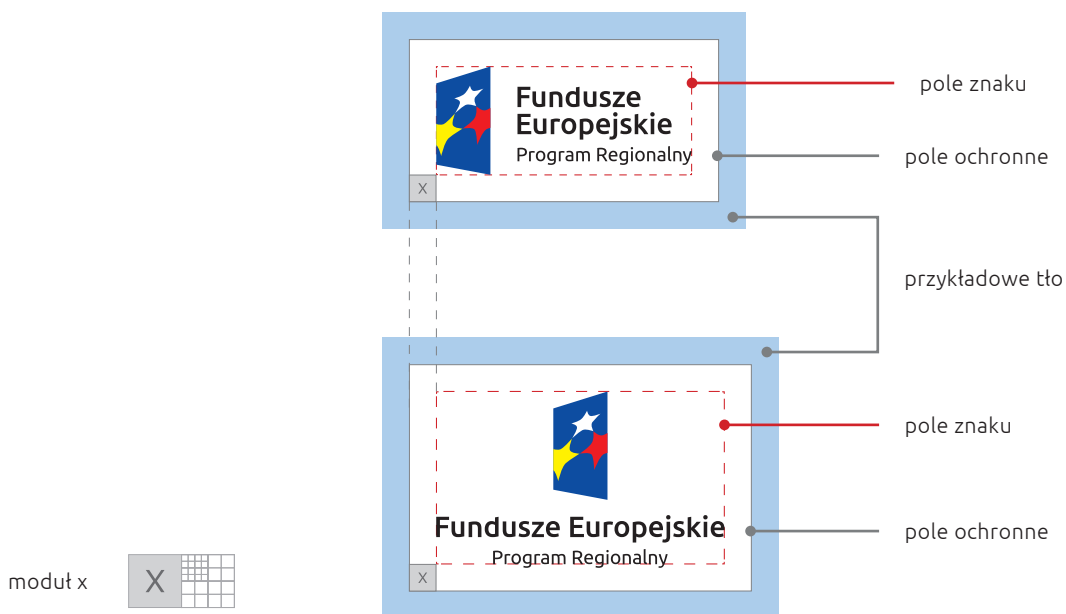 Fundusze
Europejskie
Program Regionalny
X
pole znaku
pole ochronne
przykładowe tło
Fundusze Europejskie
Program Regionalny
X
pole znaku
pole ochronne
moduł x
X